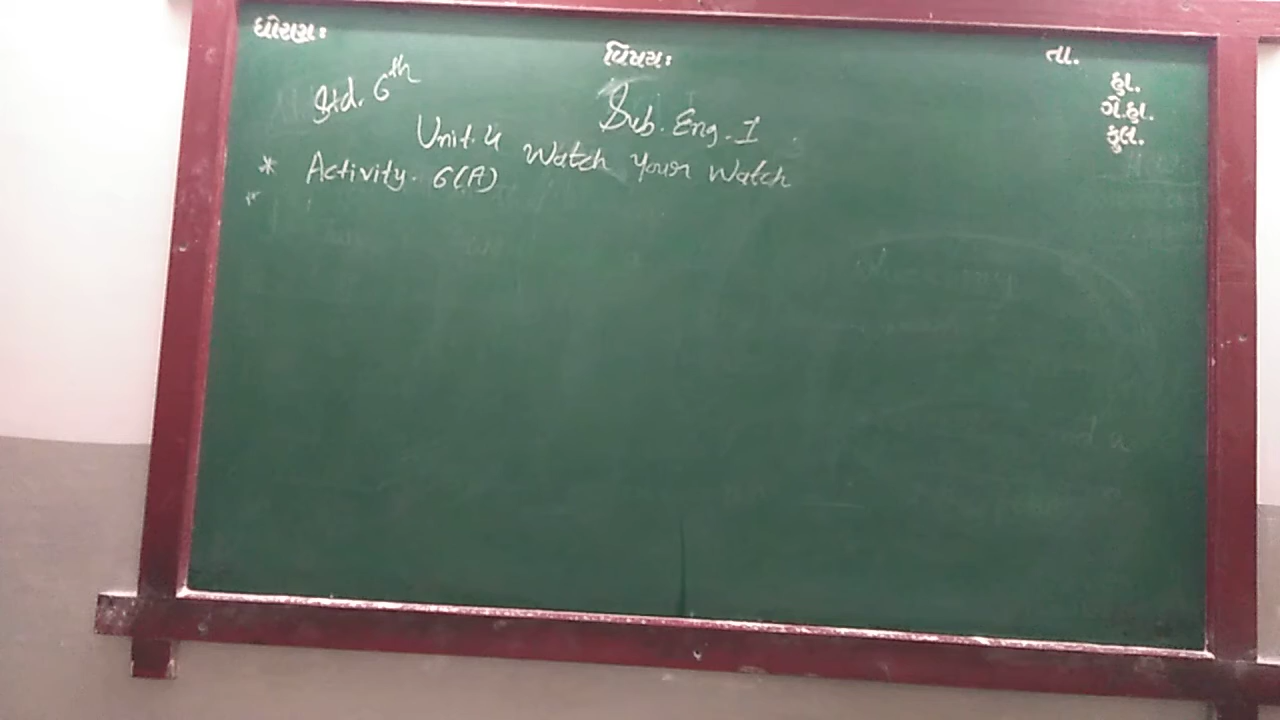 ધોરણઃ
વિષયઃ
તા.
હા.
ગે.હા.
કુલ.
Std. 6th
Sub. Eng. I
Unit. 4 Watch Your Watch
* Activity. 6(A)